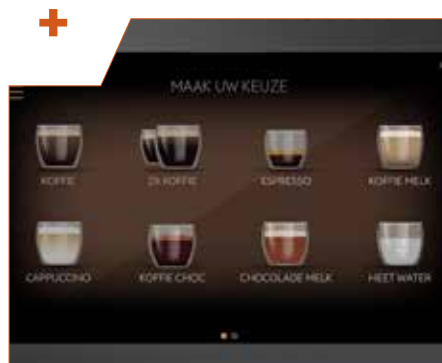 MAAK UW KEUZE
KOFFIE
2X KOFFIE
ESPRESSO
KOFFIE MELK
CAPPUCCINO
KOFFIE CHOC
CHOCOLADE MELK
HEET WATER